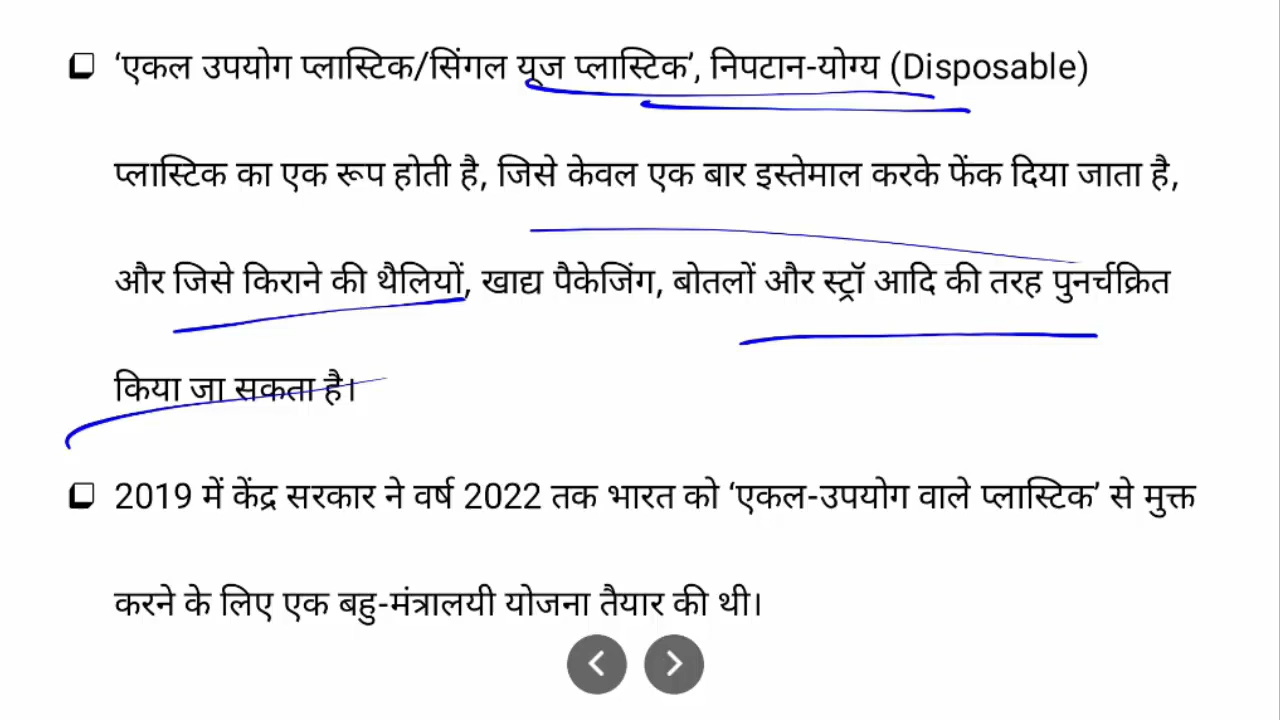 ❑ ‘एकल उपयोग प्लास्टिक/सिंगल यूज प्लास्टिक’, निपटान-योग्य (Disposable)
प्लास्टिक का एक रूप होती है, जिसे केवल एक बार इस्तेमाल करके फेंक दिया जाता है,
और जिसे किराने की थैलियों, खाद्य पैकेजिंग, बोतलों और स्ट्रॉ आदि की तरह पुनर्चक्रित
किया जा सकता है।
❑ 2019 में केंद्र सरकार ने वर्ष 2022 तक भारत को ‘एकल-उपयोग वाले प्लास्टिक’ से मुक्त
करने के लिए एक बहु-मंत्रालयी योजना तैयार की थी।